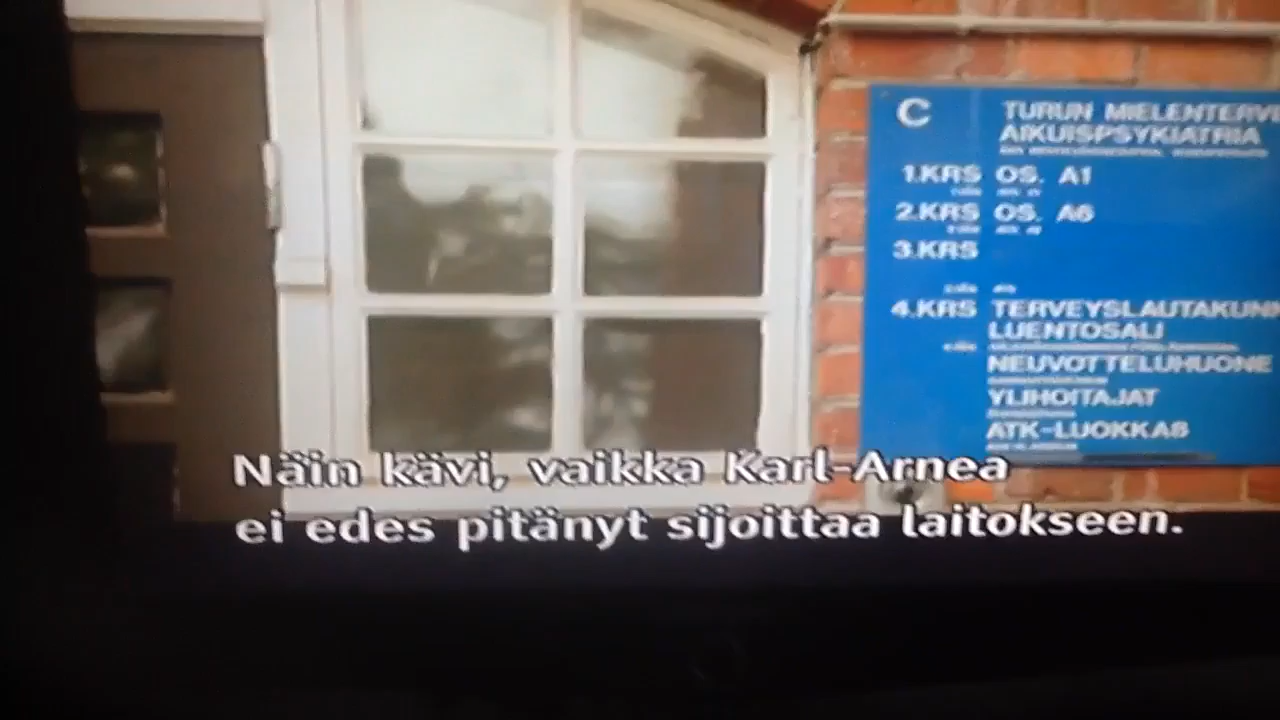 C
TURUN MIELENTERV
AIKUISPSYKIATRIA
1.KRS OS. A1
2.KRS OS. A6
3.KRS
4.KRS TERVEYSLAUTAKUN
LUENTOSALI
NEUVOTTELUHUONE
YLIHOITAJAT
ATK-LUOKKA8
Näin kävi, vaikka Karl-Arnea
ei edes pitänyt sijoittaa laitokseen.